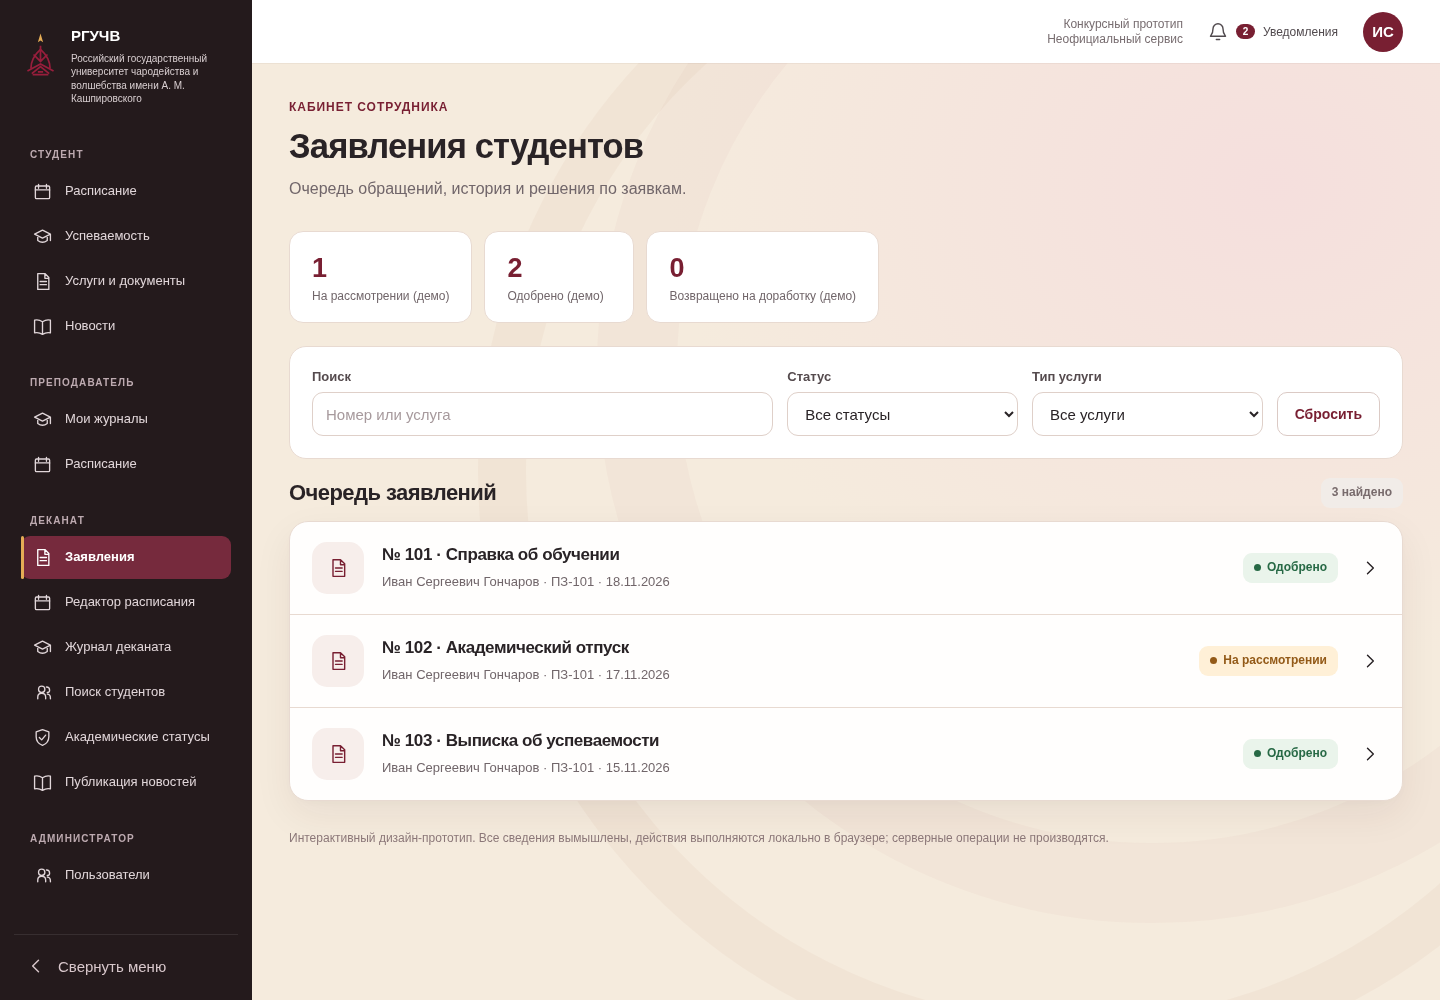 РГУЧВ
Российский государственный
университет чародейства и
волшебства имени А. М.
Кашпировского
СТУДЕНТ
Расписание
Успеваемость
Услуги и документы
Новости
ПРЕПОДАВАТЕЛЬ
Мои журналы
Расписание
ДЕКАНАТ
Заявления
Редактор расписания
Журнал деканата
Поиск студентов
Академические статусы
Публикация новостей
АДМИНИСТРАТОР
Пользователи
Свернуть меню
Конкурсный прототип
Неофициальный сервис
2 Уведомления
ИС
КАБИНЕТ СОТРУДНИКА
Заявления студентов
Очередь обращений, история и решения по заявкам.
1
На рассмотрении (демо)
2
Одобрено (демо)
0
Возвращено на доработку (демо)
Поиск
Номер или услуга
Статус
Все статусы
Тип услуги
Все услуги
Сбросить
Очередь заявлений
3 найдено
№ 101 · Справка об обучении
Иван Сергеевич Гончаров · ПЗ-101 · 18.11.2026
Одобрено
№ 102 · Академический отпуск
Иван Сергеевич Гончаров · ПЗ-101 · 17.11.2026
На рассмотрении
№ 103 · Выписка об успеваемости
Иван Сергеевич Гончаров · ПЗ-101 · 15.11.2026
Одобрено
Интерактивный дизайн-прототип. Все сведения вымышлены, действия выполняются локально в браузере; серверные операции не производятся.